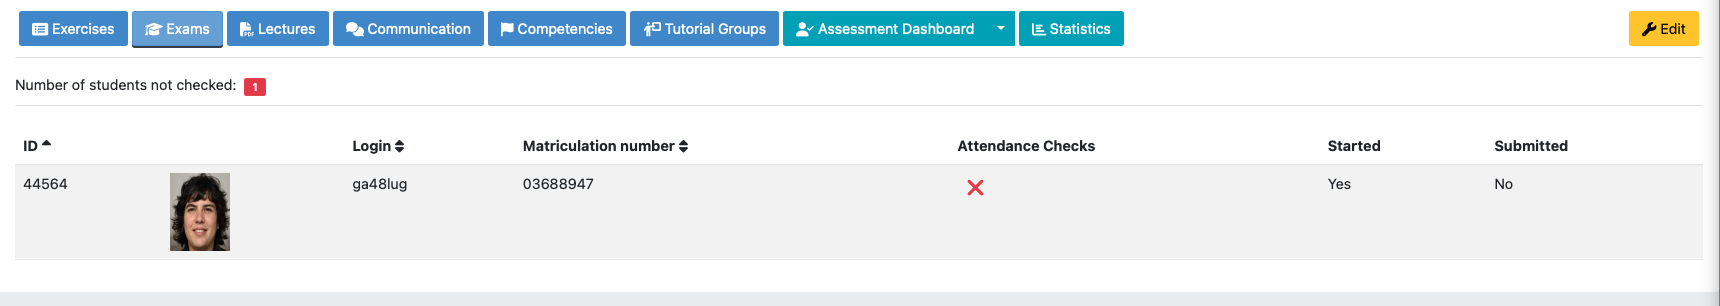 Exercises Exams Lectures Communication Competencies Tutorial Groups Assessment Dashboard Statistics Edit
Number of students not checked: 1
ID Login Matriculation number Attendance Checks Started Submitted
44564 ga48lug 03688947 Yes No